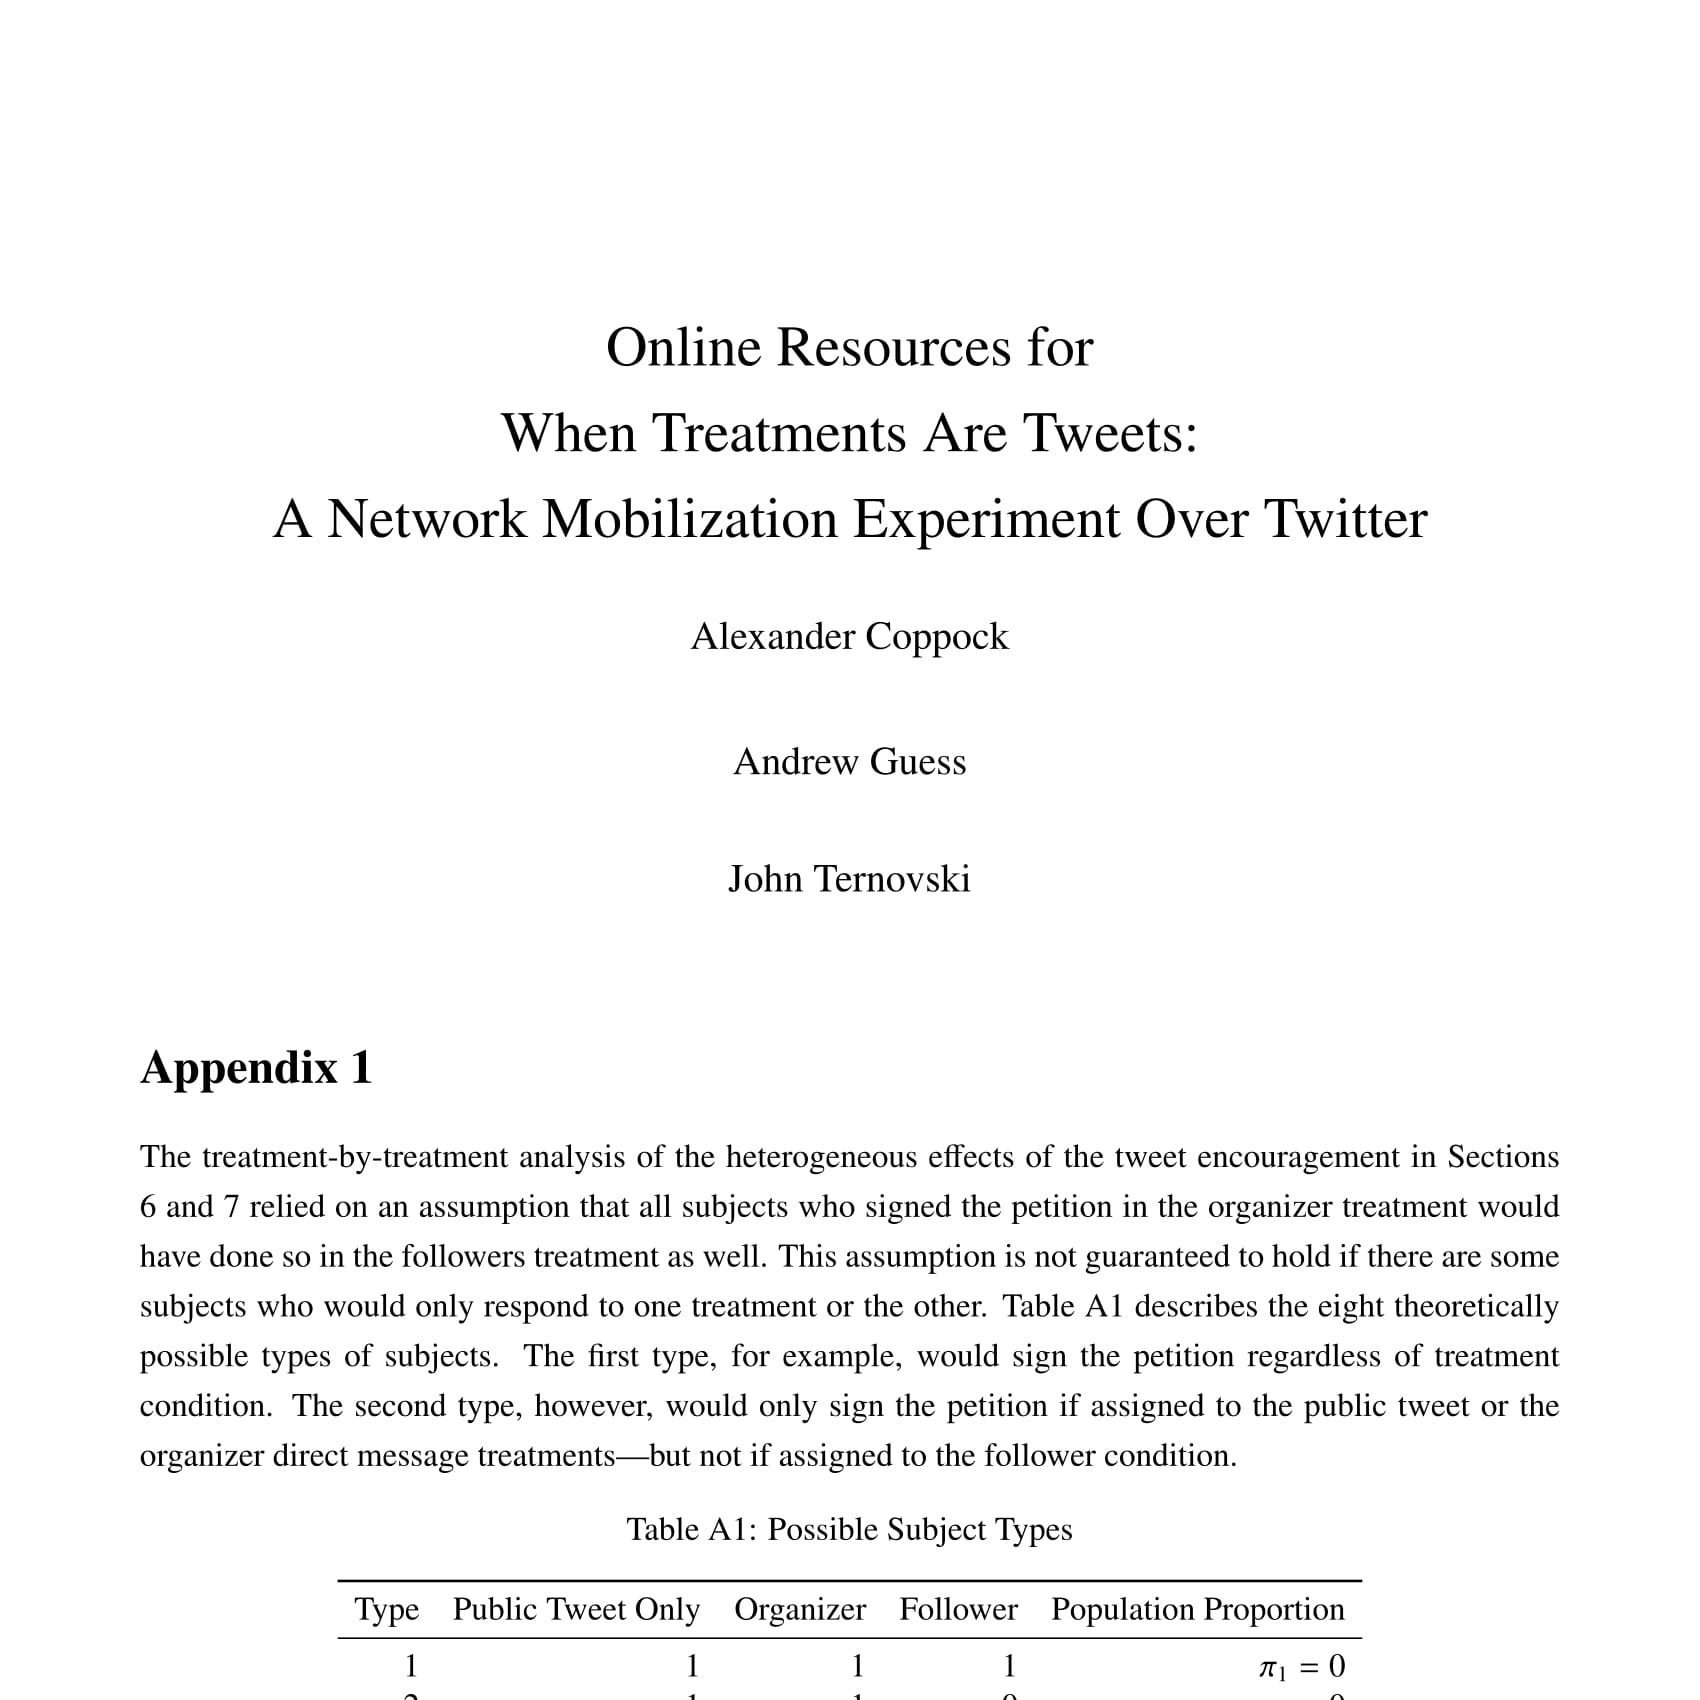 Online Resources for
When Treatments Are Tweets:
A Network Mobilization Experiment Over Twitter
Alexander Coppock
Andrew Guess
John Ternovski
Appendix 1
The treatment-by-treatment analysis of the heterogeneous effects of the tweet encouragement in Sections
6 and 7 relied on an assumption that all subjects who signed the petition in the organizer treatment would
have done so in the followers treatment as well. This assumption is not guaranteed to hold if there are some
subjects who would only respond to one treatment or the other. Table A1 describes the eight theoretically
possible types of subjects. The first type, for example, would sign the petition regardless of treatment
condition. The second type, however, would only sign the petition if assigned to the public tweet or the
organizer direct message treatments—but not if assigned to the follower condition.
Table A1: Possible Subject Types
Type Public Tweet Only Organizer Follower Population Proportion
1 1 1 1 π₁ = 0